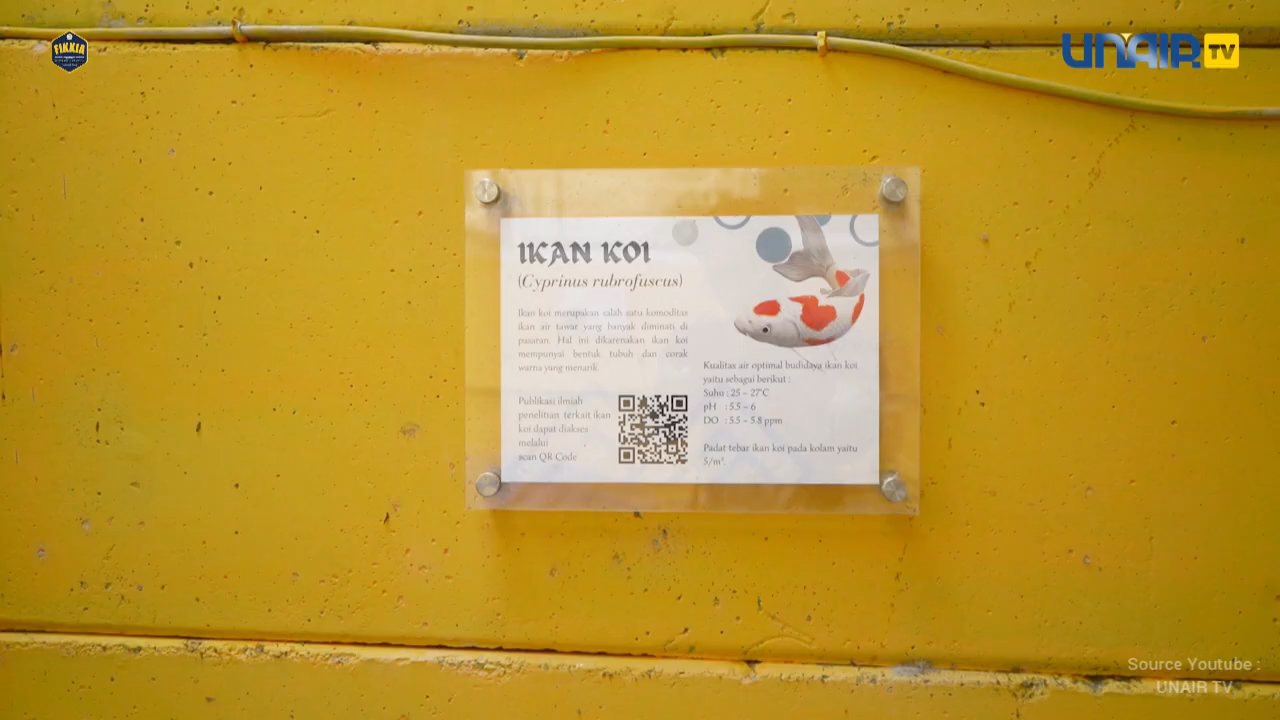 FIKKIA
UNAIR TV
IKAN KOI
(Cyprinus rubrofuscus)
Ikan koi merupakan salah satu komoditas
ikan air tawar yang banyak diminati di
pasaran. Hal ini dikarenakan ikan koi
mempunyai bentuk tubuh dan corak
warna yang menarik.
Publikasi ilmiah
penelitian terkait ikan
koi dapat diakses
melalui
scan QR Code
Kualitas air optimal budidaya ikan koi
yaitu sebagai berikut :
Suhu : 25 – 27°C
pH : 5.5 – 6
DO : 5.5 – 5.8 ppm
Padat tebar ikan koi pada kolam yaitu
5/m³.
Source Youtube :
UNAIR TV